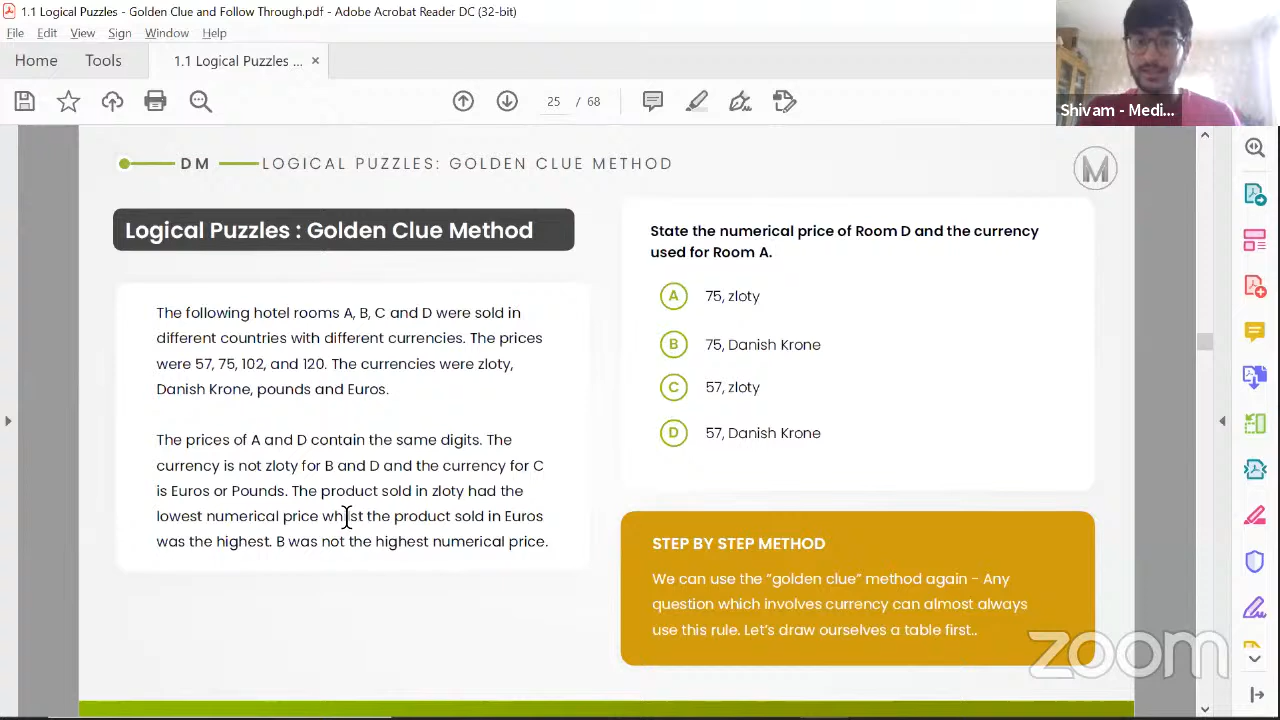 1.1 Logical Puzzles - Golden Clue and Follow Through.pdf - Adobe Acrobat Reader DC (32-bit)
File Edit View Sign Window Help
Home Tools 1.1 Logical Puzzles ... ×
25 / 68
Shivam - Medi...
DM LOGICAL PUZZLES: GOLDEN CLUE METHOD
M
Logical Puzzles : Golden Clue Method
The following hotel rooms A, B, C and D were sold in
different countries with different currencies. The prices
were 57, 75, 102, and 120. The currencies were zloty,
Danish Krone, pounds and Euros.
The prices of A and D contain the same digits. The
currency is not zloty for B and D and the currency for C
is Euros or Pounds. The product sold in zloty had the
lowest numerical price whilst the product sold in Euros
was the highest. B was not the highest numerical price.
State the numerical price of Room D and the currency
used for Room A.
A 75, zloty
B 75, Danish Krone
C 57, zloty
D 57, Danish Krone
STEP BY STEP METHOD
We can use the "golden clue" method again - Any
question which involves currency can almost always
use this rule. Let's draw ourselves a table first..
zoom